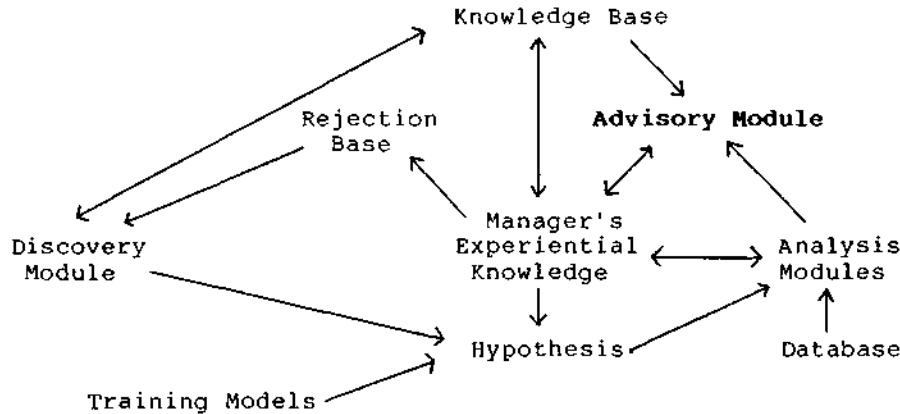 Knowledge Base
Rejection
Base
Advisory Module
Manager's
Experiential
Knowledge
Discovery
Module
Analysis
Modules
Hypothesis
Database
Training Models